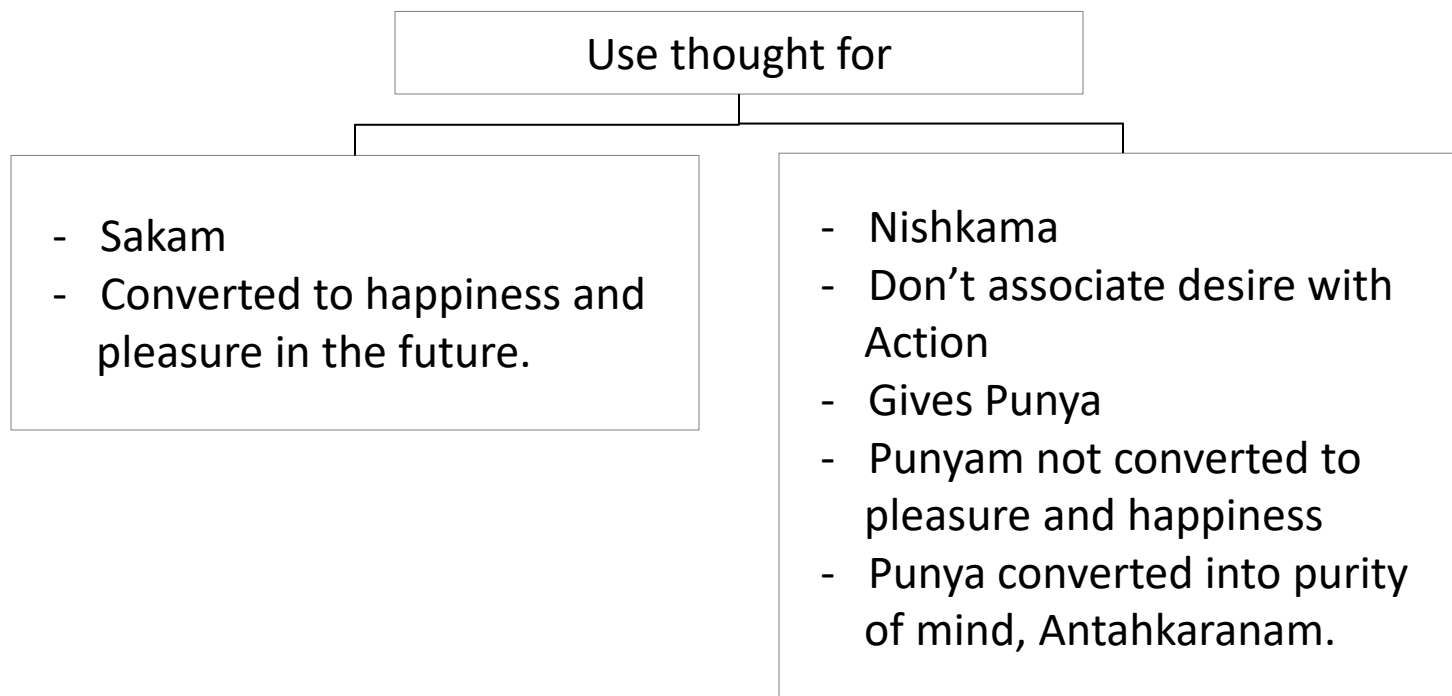 Use thought for
- Sakam
- Converted to happiness and
pleasure in the future.
- Nishkama
- Don’t associate desire with
Action
- Gives Punya
- Punyam not converted to
pleasure and happiness
- Punya converted into purity
of mind, Antahkaranam.